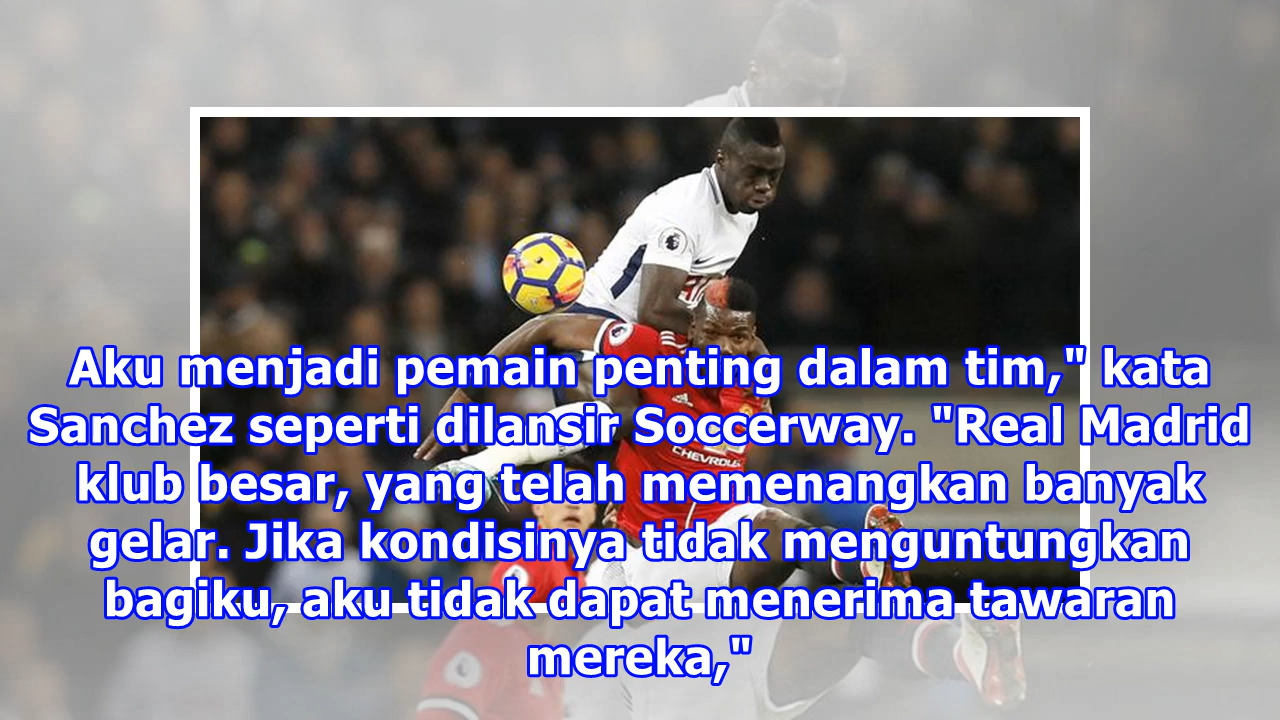 Aku menjadi pemain penting dalam tim," kata
Sanchez seperti dilansir Soccerway. "Real Madrid
klub besar, yang telah memenangkan banyak
gelar. Jika kondisinya tidak menguntungkan
bagiku, aku tidak dapat menerima tawaran
mereka,"
CHEVROLET